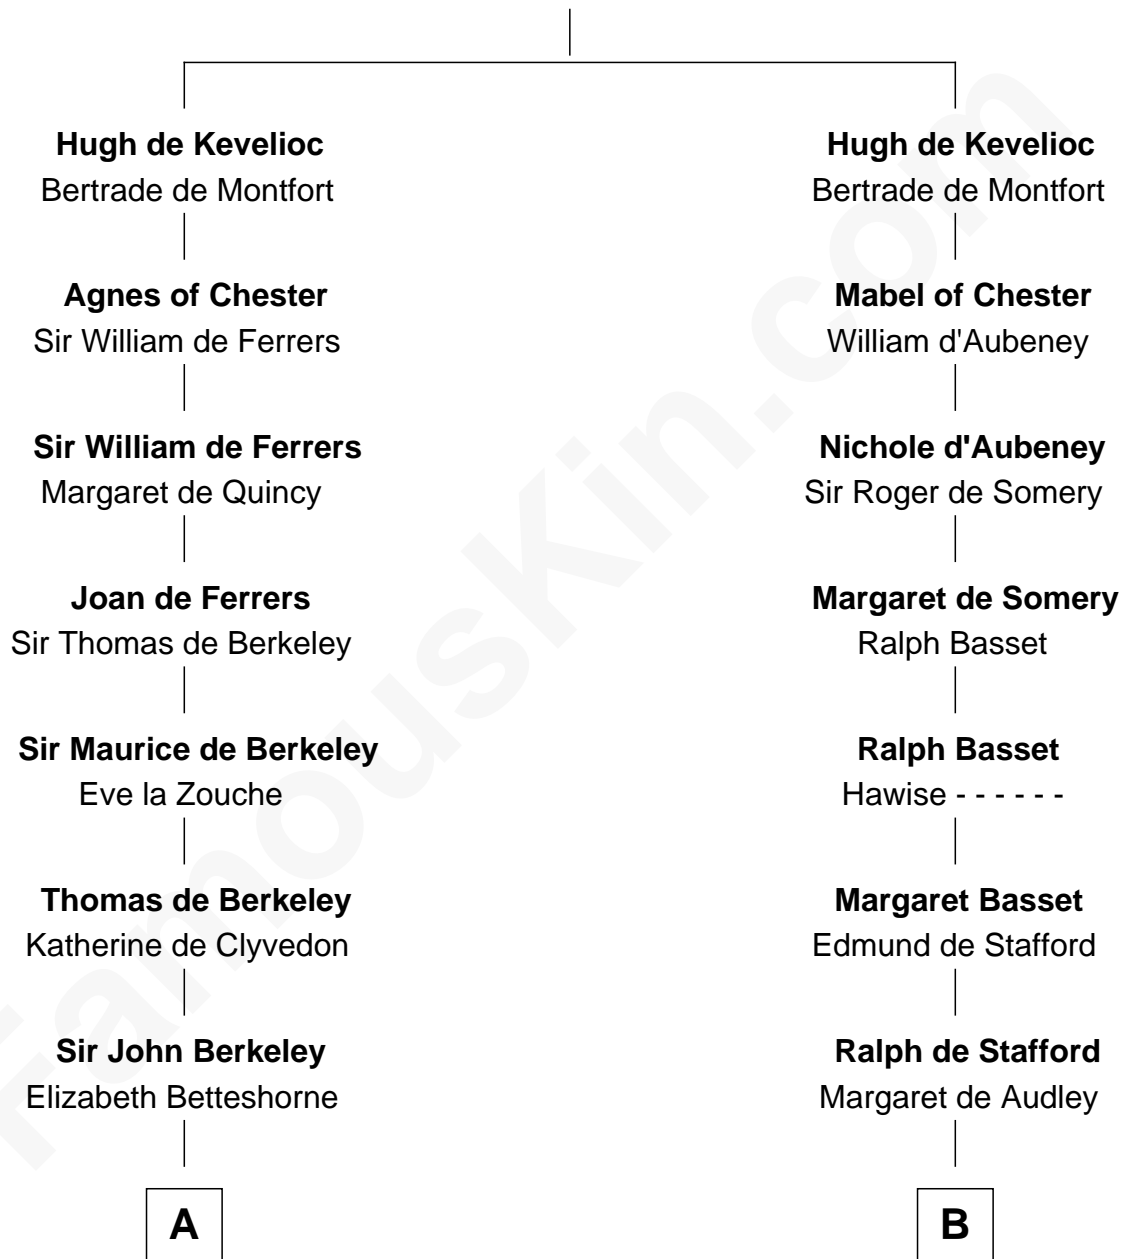 Hugh de Kevelioc
Bertrade de Montfort
Agnes of Chester
Sir William de Ferrers
Sir William de Ferrers
Margaret de Quincy
Joan de Ferrers
Sir Thomas de Berkeley
Sir Maurice de Berkeley
Eve la Zouche
Thomas de Berkeley
Katherine de Clyvedon
Sir John Berkeley
Elizabeth Betteshorne
A
Hugh de Kevelioc
Bertrade de Montfort
Mabel of Chester
William d'Aubeney
Nichole d'Aubeney
Sir Roger de Somery
Margaret de Somery
Ralph Basset
Ralph Basset
Hawise - - - - - -
Margaret Basset
Edmund de Stafford
Ralph de Stafford
Margaret de Audley
B
FamousKin.com